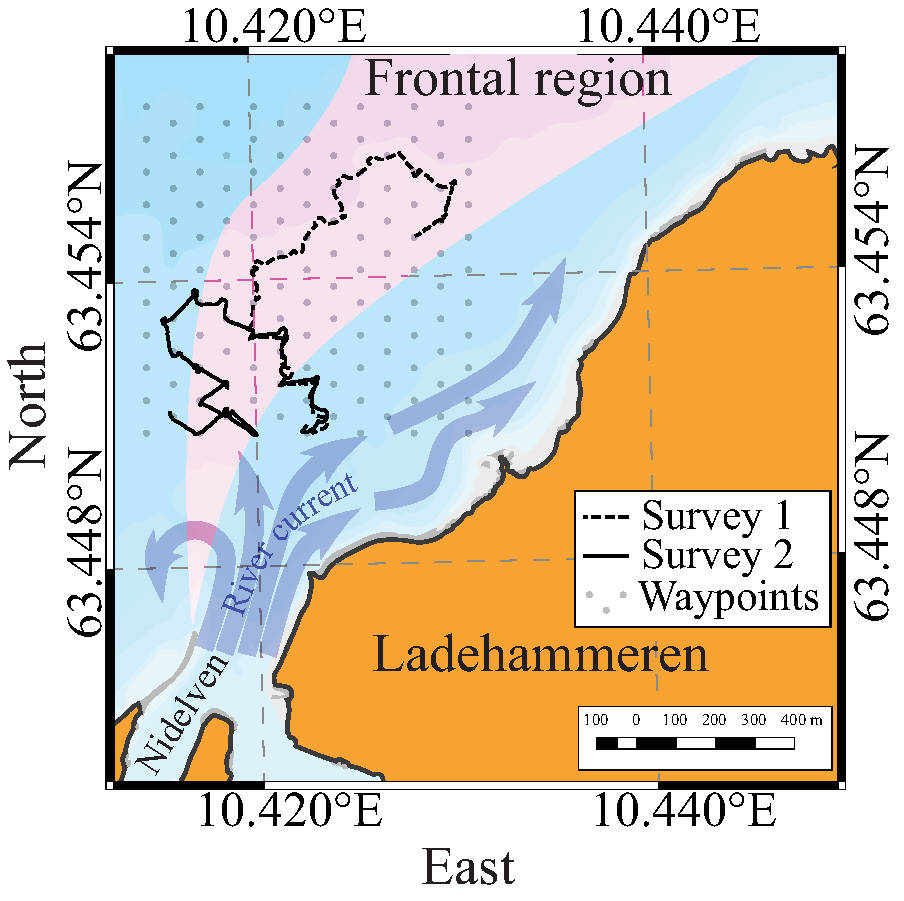 10.420°E
10.440°E
Frontal region
63.454°N
63.454°N
North
63.448°N
63.448°N
River current
Survey 1
Survey 2
Waypoints
Nidelven
Ladehammeren
100 0 100 200 300 400 m
10.420°E
10.440°E
East